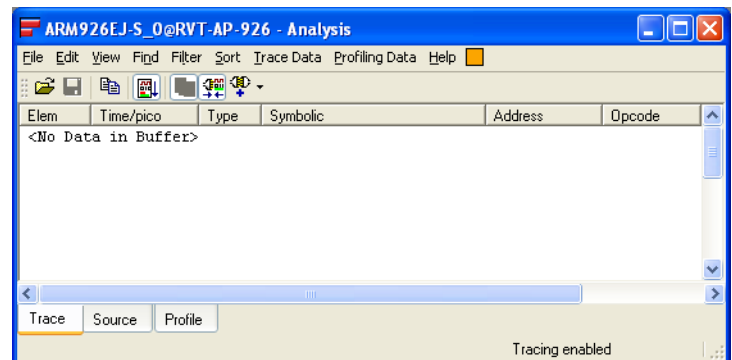 ARM926EJ-S_0@RVT-AP-926 - Analysis
File Edit View Find Filter Sort Trace Data Profiling Data Help
Elem Time/pico Type Symbolic Address Opcode
<No Data in Buffer>
Trace Source Profile
Tracing enabled